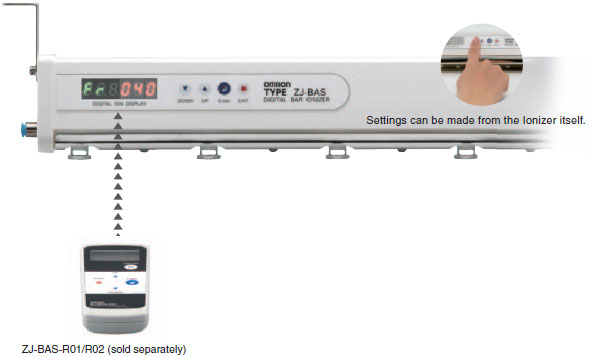 Fr 040
DIGITAL ION DISPLAY
DOWN UP Enter EXIT
OMRON
TYPE ZJ-BAS
DIGITAL BAR IONIZER
Settings can be made from the Ionizer itself.
ZJ-BAS-R01/R02 (sold separately)